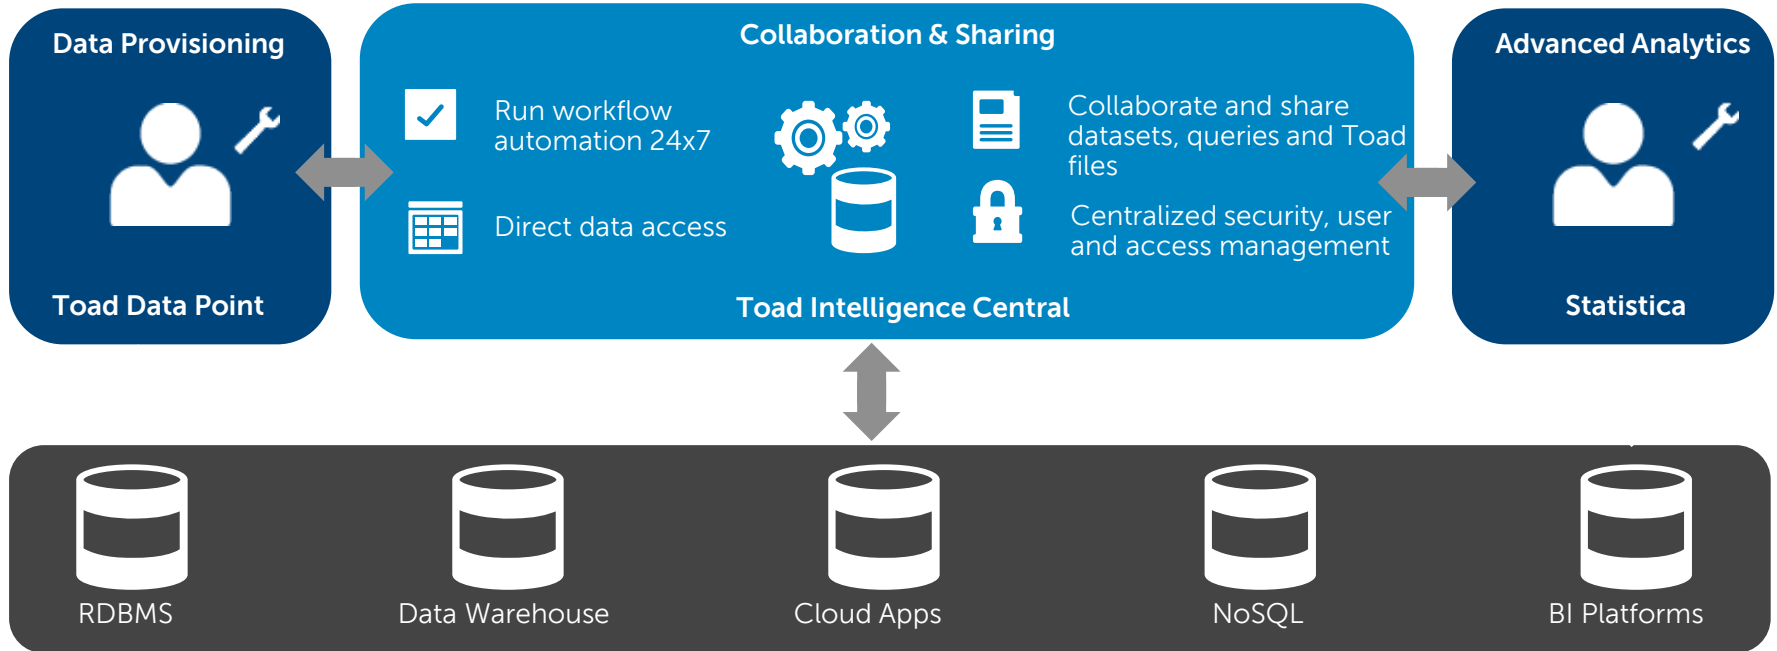 Data Provisioning
Toad Data Point
Collaboration & Sharing
Run workflow
automation 24x7
Direct data access
Collaborate and share
datasets, queries and Toad
files
Centralized security, user
and access management
Toad Intelligence Central
Advanced Analytics
Statistica
RDBMS
Data Warehouse
Cloud Apps
NoSQL
BI Platforms